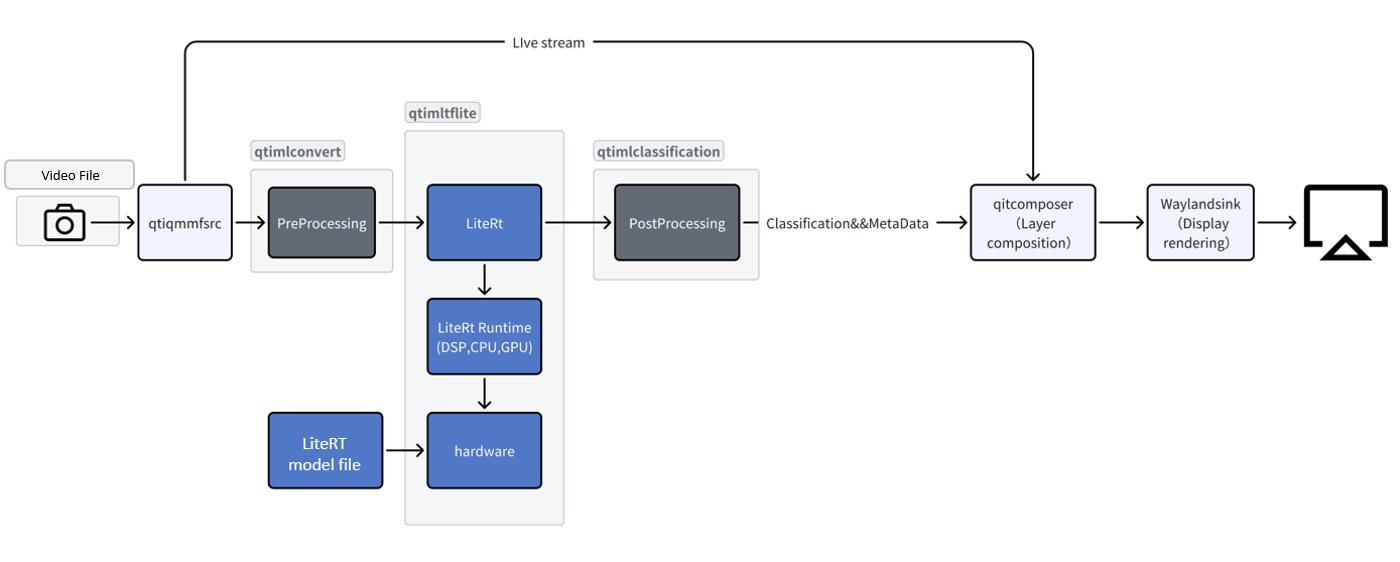 LIve stream
qtimltflite
qtimlconvert
qtimlclassification
Video File
qtiqmmfsrc
PreProcessing
LiteRt
PostProcessing
Classification&&MetaData
qitcomposer
（Layer
composition）
Waylandsink
（Display
rendering）
LiteRt Runtime
(DSP,CPU,GPU)
LiteRT
model file
hardware